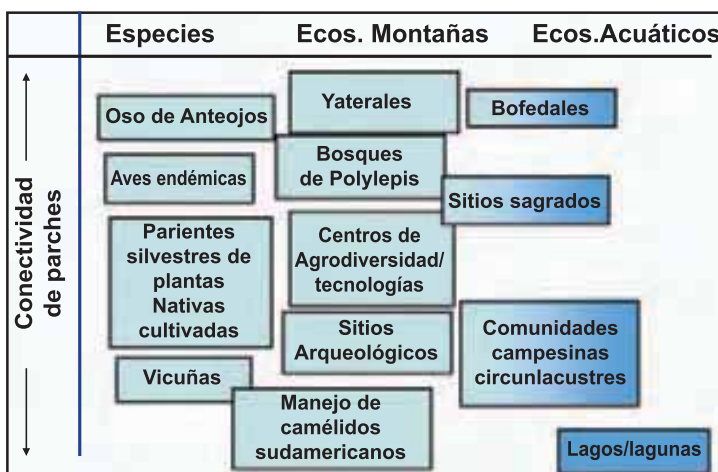 Especies
Ecos. Montañas
Ecos.Acuáticos
Conectividad
de parches
Oso de Anteojos
Aves endémicas
Parientes
silvestres de
plantas
Nativas
cultivadas
Vicuñas
Yaterales
Bosques
de Polylepis
Centros de
Agrodiversidad/
tecnologías
Sitios
Arqueológicos
Manejo de
camélidos
sudamericanos
Bofedales
Sitios sagrados
Comunidades
campesinas
circunlacustres
Lagos/lagunas